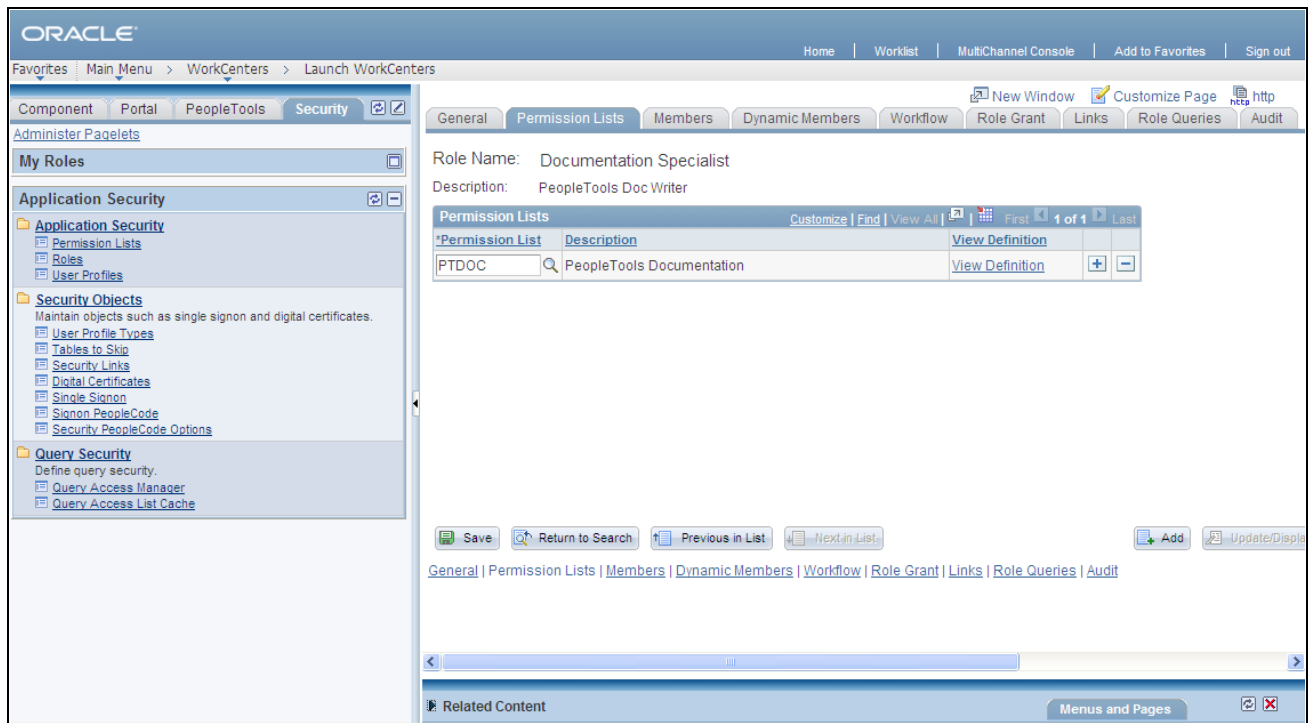 ORACLE
Home | Worklist | MultiChannel Console | Add to Favorites | Sign out
Favorites | Main Menu > WorkCenters > Launch WorkCenters
Component Portal PeopleTools Security
Administer Pagelets
My Roles
Application Security
Application Security
Permission Lists
Roles
User Profiles
Security Objects
Maintain objects such as single signon and digital certificates.
User Profile Types
Tables to Skip
Security Links
Digital Certificates
Single Signon
Signon PeopleCode
Security PeopleCode Options
Query Security
Define query security.
Query Access Manager
Query Access List Cache
New Window Customize Page http
General Permission Lists Members Dynamic Members Workflow Role Grant Links Role Queries Audit
Role Name: Documentation Specialist
Description: PeopleTools Doc Writer
Permission Lists Customize | Find | View All | | First 1 of 1 Last
*Permission List Description View Definition
PTDOC PeopleTools Documentation View Definition
Save Return to Search Previous in List Next in List Add Update/Displa
General | Permission Lists | Members | Dynamic Members | Workflow | Role Grant | Links | Role Queries | Audit
Related Content Menus and Pages